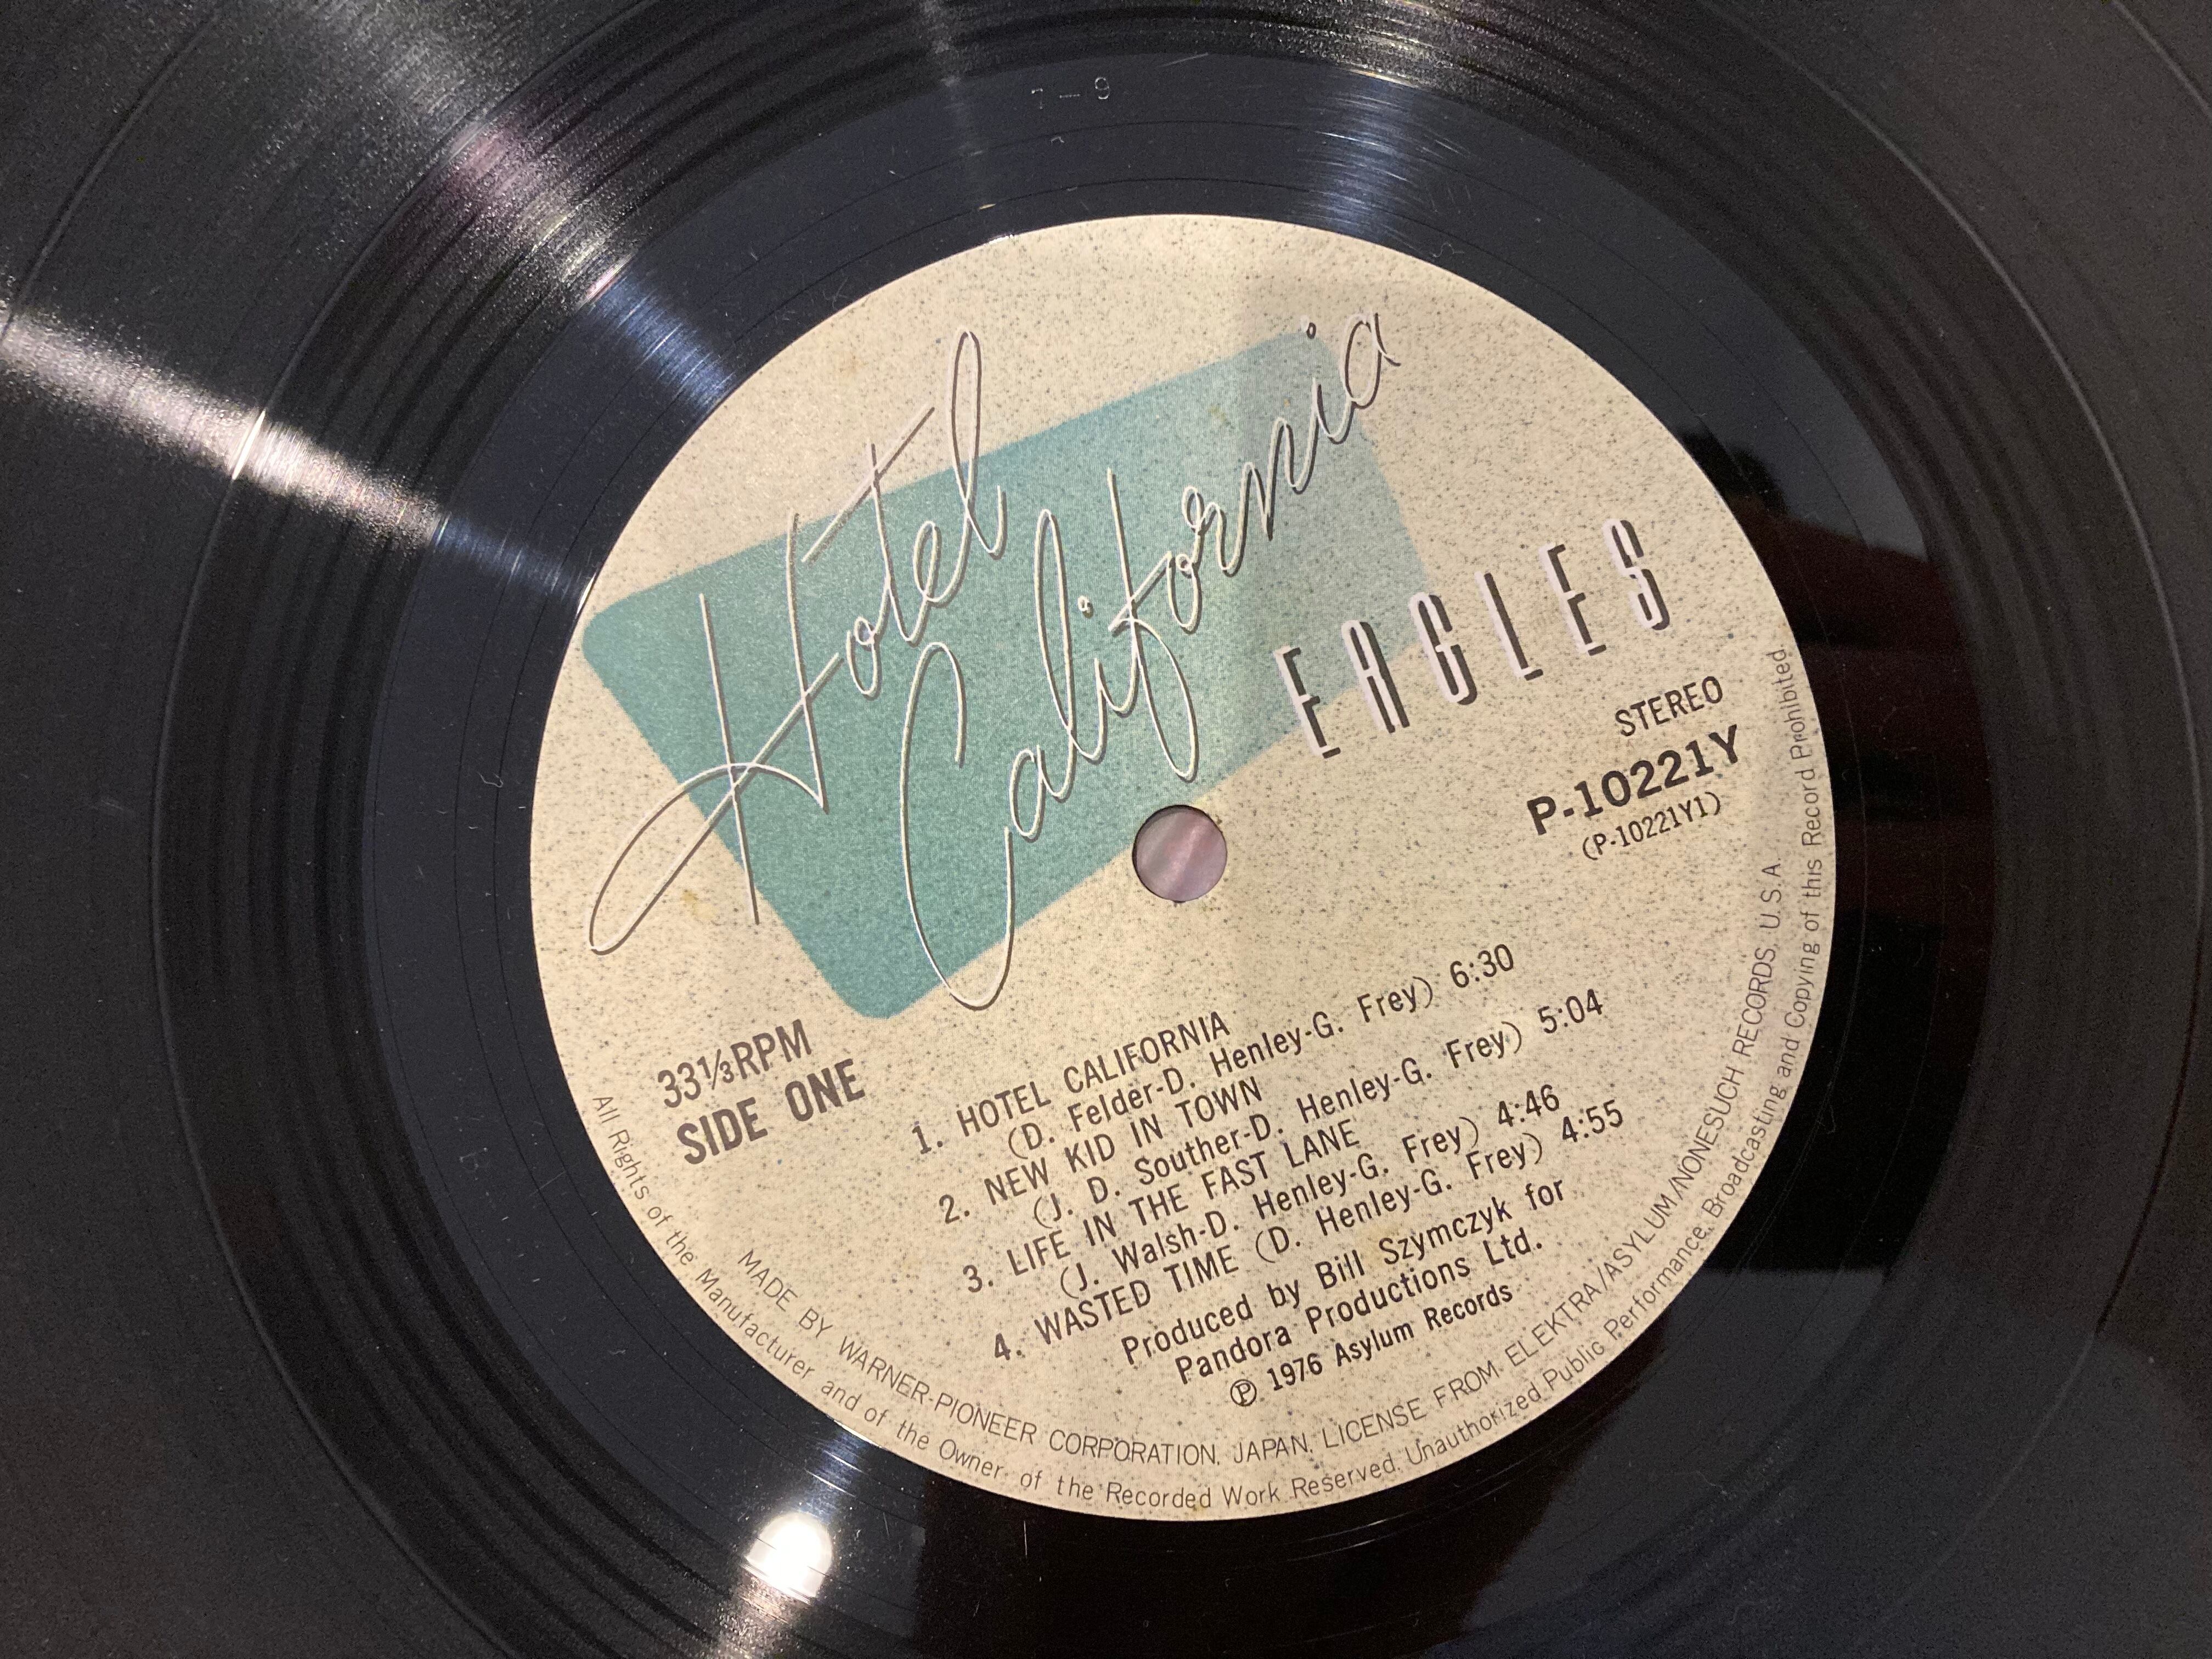 7-9
Hotel
California
EAGLES
STEREO
P-10221Y
(P-10221Y1)
33⅓RPM
SIDE ONE
1. HOTEL CALIFORNIA
(D. Felder-D. Henley-G. Frey) 6:30
2. NEW KID IN TOWN
(J. D. Souther-D. Henley-G. Frey) 5:04
3. LIFE IN THE FAST LANE
(J. Walsh-D. Henley-G. Frey) 4:46
4. WASTED TIME (D. Henley-G. Frey) 4:55
Produced by Bill Szymczyk for
Pandora Productions Ltd.
℗ 1976 Asylum Records
MADE BY WARNER-PIONEER CORPORATION, JAPAN. LICENSE FROM ELEKTRA/ASYLUM/NONESUCH RECORDS, U.S.A
All Rights of the Manufacturer and of the Owner of the Recorded Work Reserved. Unauthorized Public Performance, Broadcasting and Copying of this Record Prohibited.